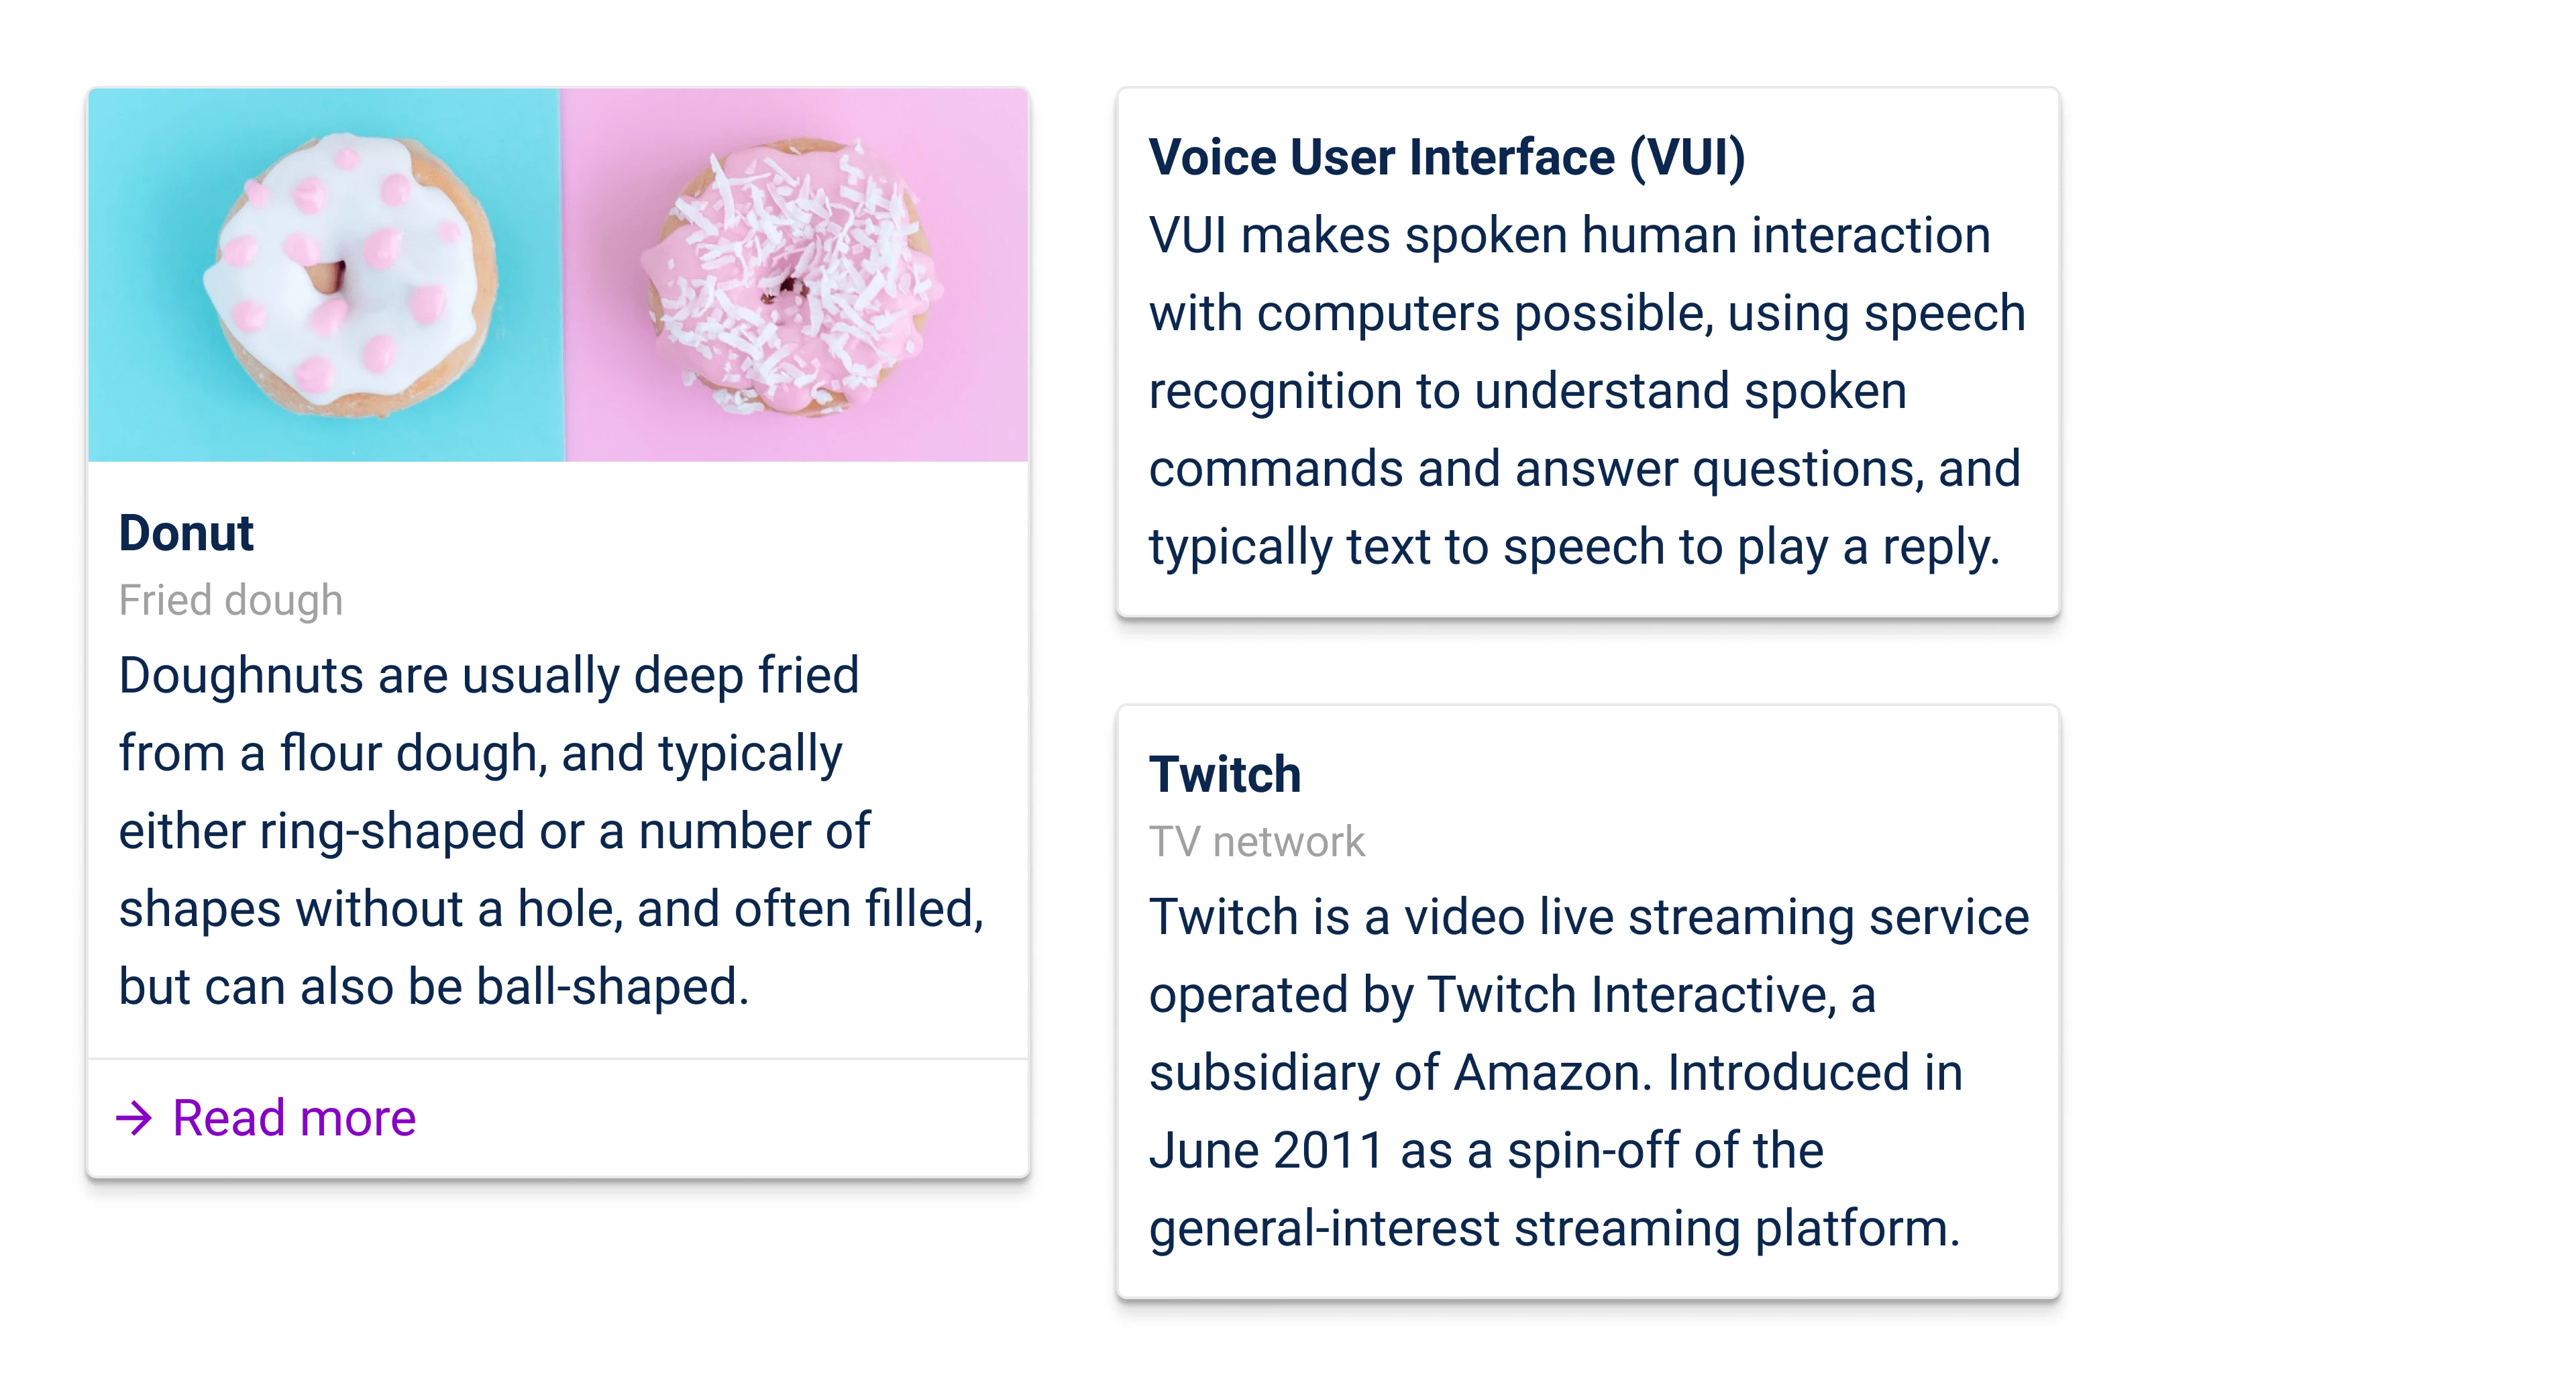 Donut
Fried dough
Doughnuts are usually deep fried
from a flour dough, and typically
either ring-shaped or a number of
shapes without a hole, and often filled,
but can also be ball-shaped.
→ Read more
Voice User Interface (VUI)
VUI makes spoken human interaction
with computers possible, using speech
recognition to understand spoken
commands and answer questions, and
typically text to speech to play a reply.
Twitch
TV network
Twitch is a video live streaming service
operated by Twitch Interactive, a
subsidiary of Amazon. Introduced in
June 2011 as a spin-off of the
general-interest streaming platform.